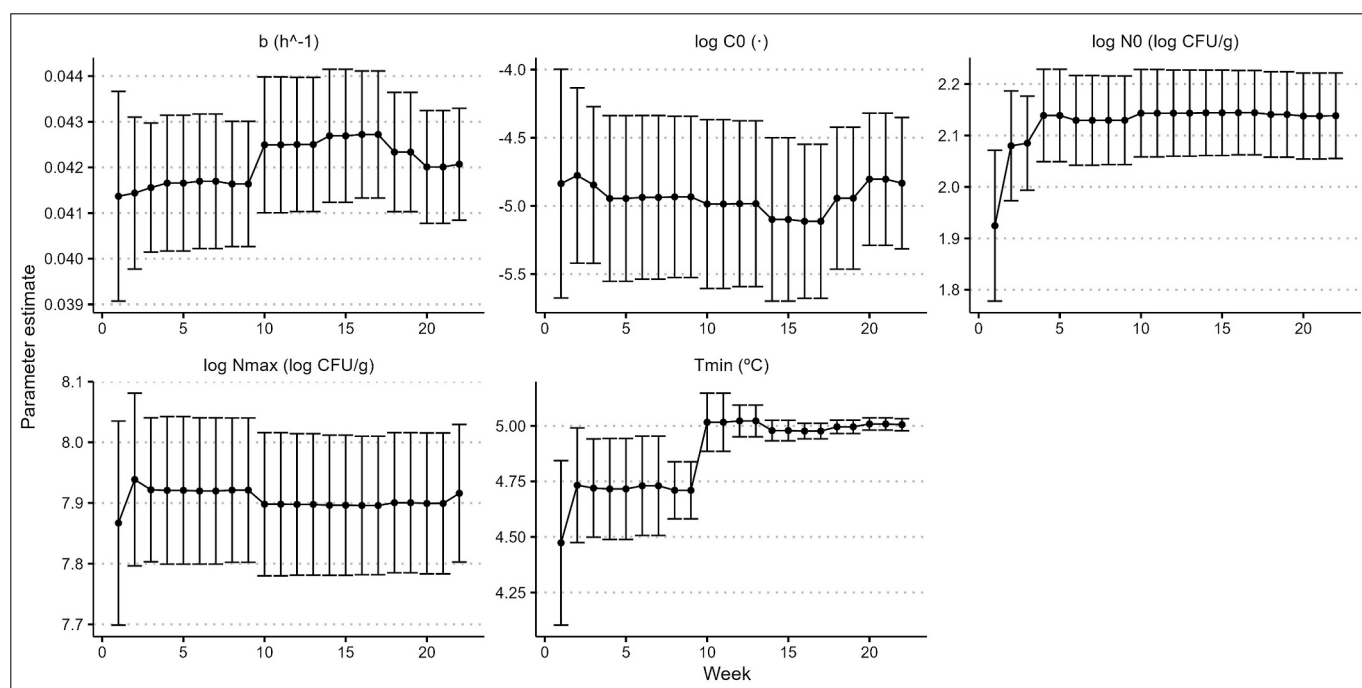 b (h^-1)
log C0 (·)
log N0 (log CFU/g)
0.044
0.043
0.042
0.041
0.040
0.039
-4.0
-4.5
-5.0
-5.5
2.2
2.1
2.0
1.9
1.8
0 5 10 15 20
0 5 10 15 20
0 5 10 15 20
Parameter estimate
log Nmax (log CFU/g)
Tmin (ºC)
8.1
8.0
7.9
7.8
7.7
5.00
4.75
4.50
4.25
0 5 10 15 20
0 5 10 15 20
Week